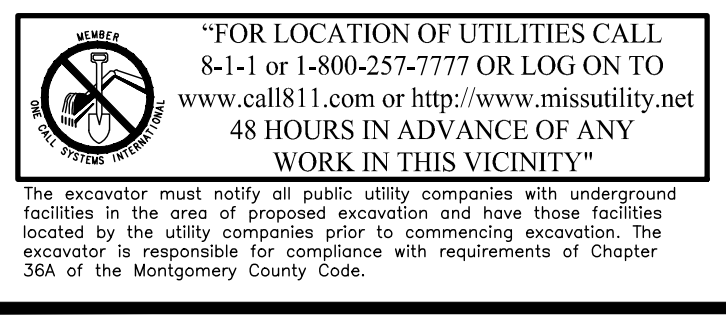 MEMBER
ONE CALL SYSTEMS INTERNATIONAL
“FOR LOCATION OF UTILITIES CALL
8-1-1 or 1-800-257-7777 OR LOG ON TO
www.call811.com or http://www.missutility.net
48 HOURS IN ADVANCE OF ANY
WORK IN THIS VICINITY"
The excavator must notify all public utility companies with underground
facilities in the area of proposed excavation and have those facilities
located by the utility companies prior to commencing excavation. The
excavator is responsible for compliance with requirements of Chapter
36A of the Montgomery County Code.